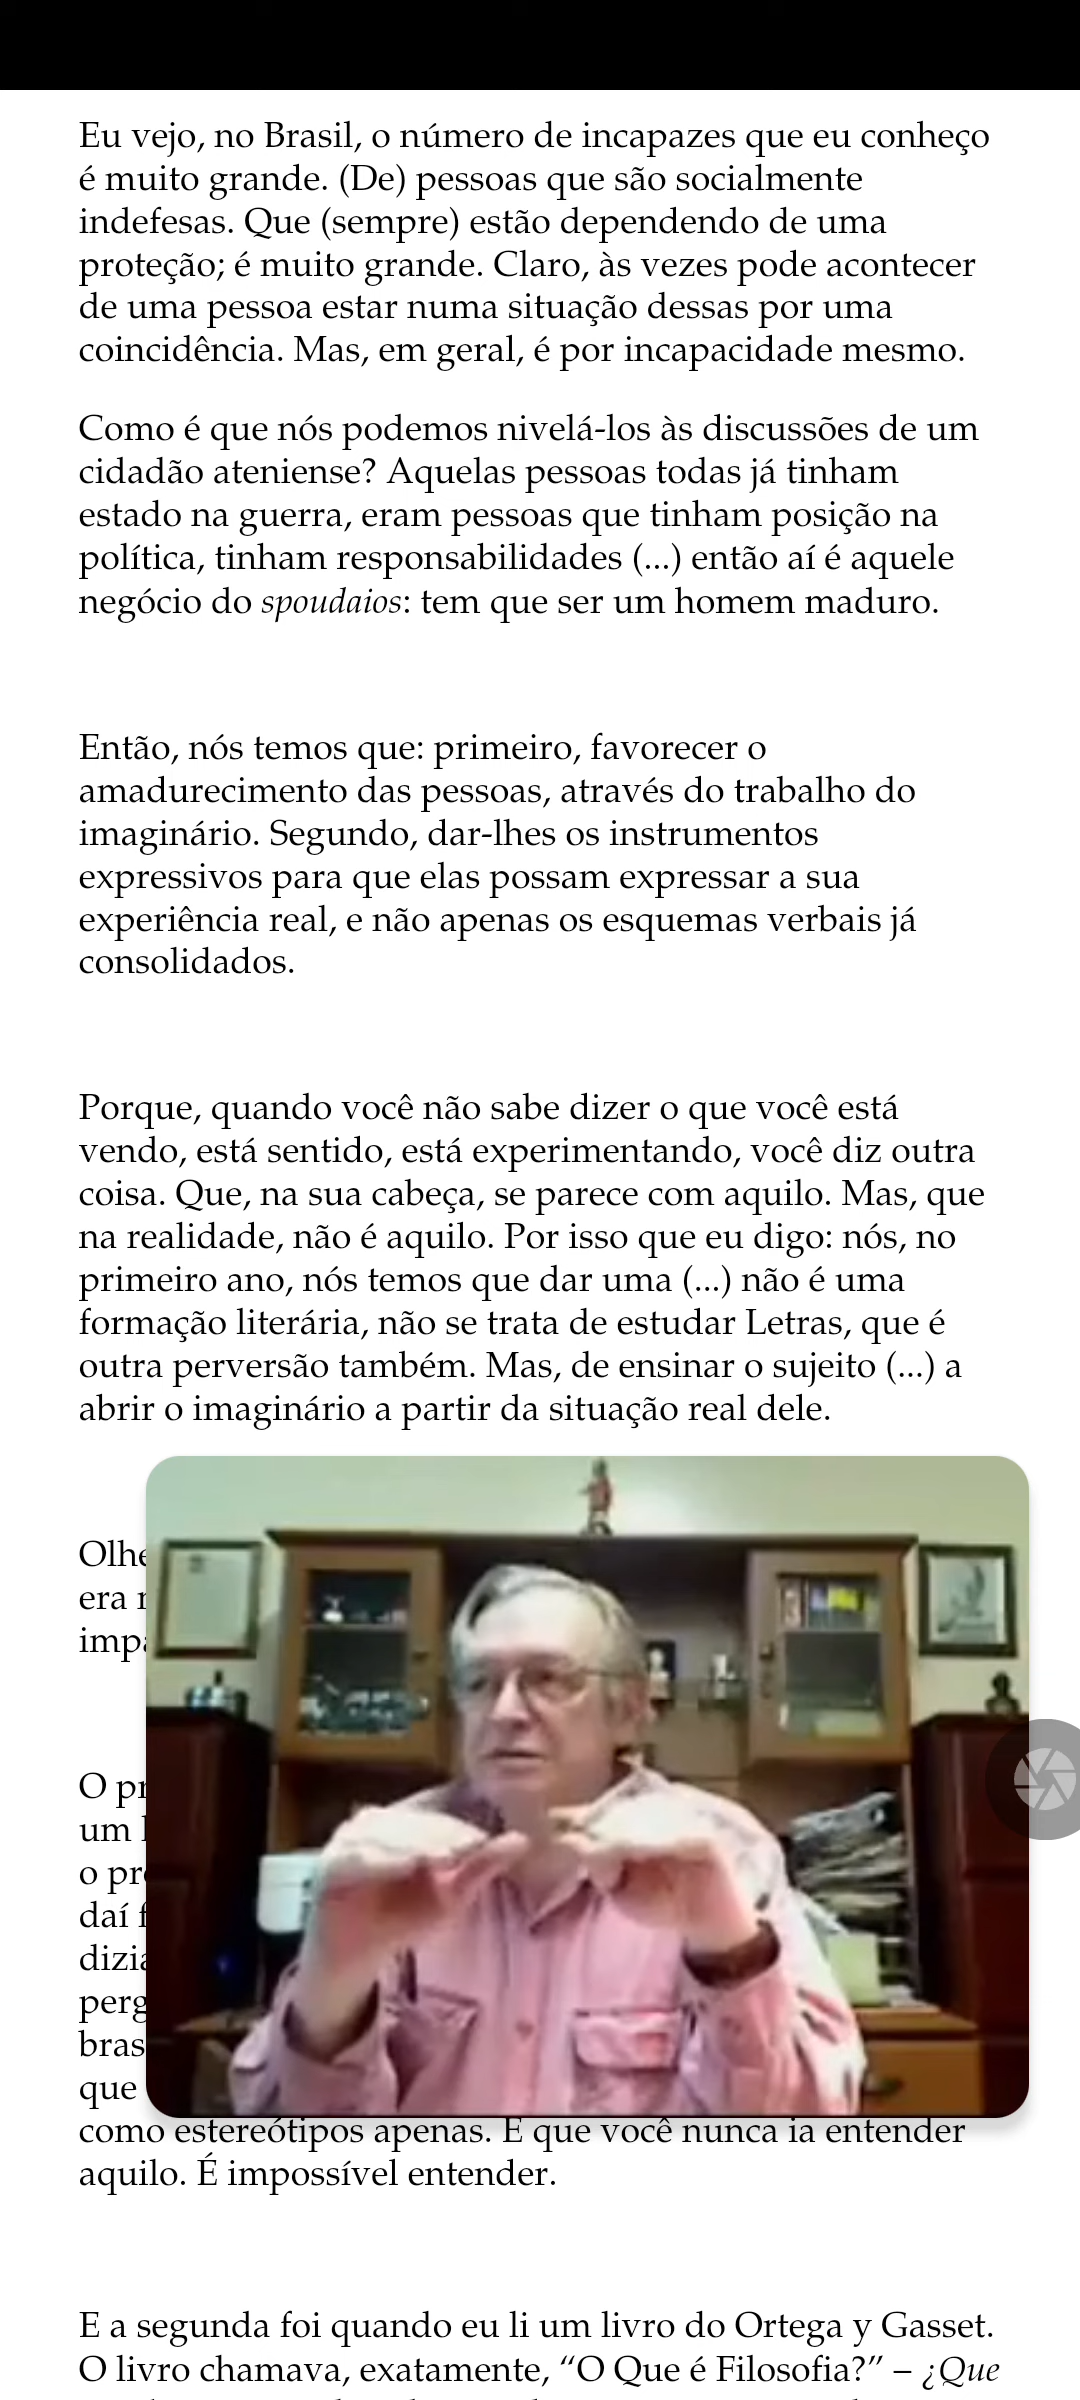 Eu vejo, no Brasil, o número de incapazes que eu conheço
é muito grande. (De) pessoas que são socialmente
indefesas. Que (sempre) estão dependendo de uma
proteção; é muito grande. Claro, às vezes pode acontecer
de uma pessoa estar numa situação dessas por uma
coincidência. Mas, em geral, é por incapacidade mesmo.
Como é que nós podemos nivelá-los às discussões de um
cidadão ateniense? Aquelas pessoas todas já tinham
estado na guerra, eram pessoas que tinham posição na
política, tinham responsabilidades (...) então aí é aquele
negócio do spoudaios: tem que ser um homem maduro.
Então, nós temos que: primeiro, favorecer o
amadurecimento das pessoas, através do trabalho do
imaginário. Segundo, dar-lhes os instrumentos
expressivos para que elas possam expressar a sua
experiência real, e não apenas os esquemas verbais já
consolidados.
Porque, quando você não sabe dizer o que você está
vendo, está sentido, está experimentando, você diz outra
coisa. Que, na sua cabeça, se parece com aquilo. Mas, que
na realidade, não é aquilo. Por isso que eu digo: nós, no
primeiro ano, nós temos que dar uma (...) não é uma
formação literária, não se trata de estudar Letras, que é
outra perversão também. Mas, de ensinar o sujeito (...) a
abrir o imaginário a partir da situação real dele.
era
O
um
o
daí
que
como estereótipos apenas. E que você nunca ia entender
aquilo. É impossível entender.
E a segunda foi quando eu li um livro do Ortega y Gasset.
O livro chamava, exatamente, “O Que é Filosofia?” – ¿Que